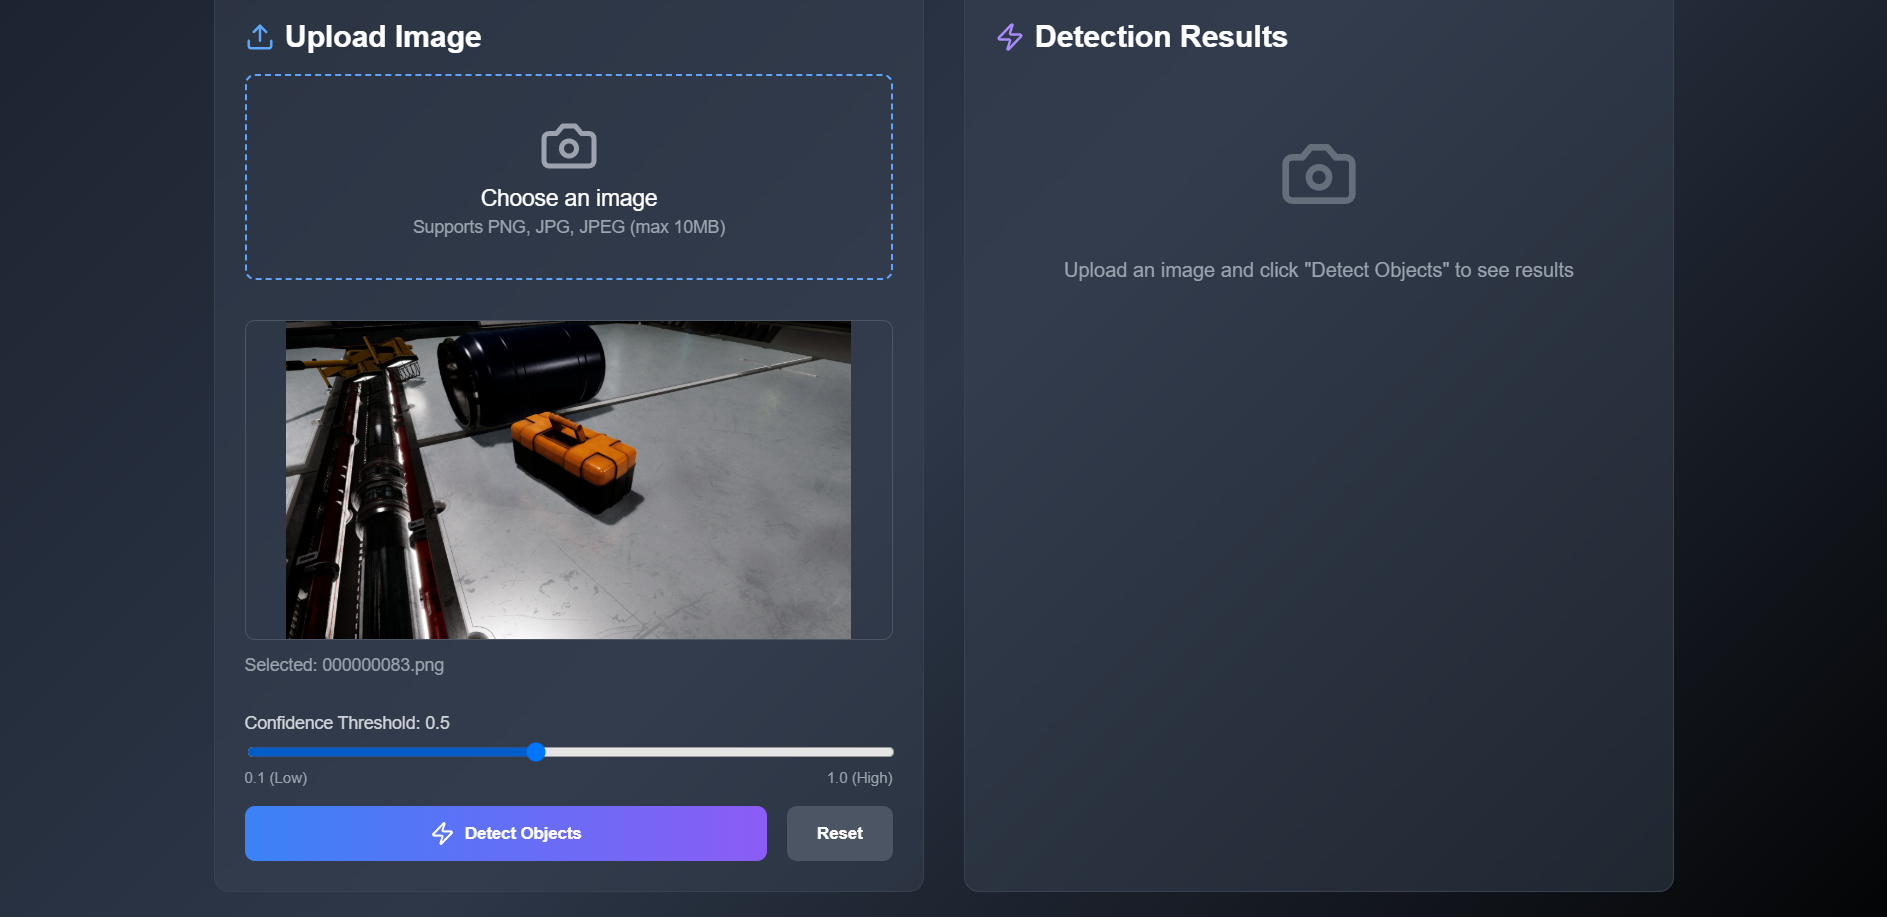 Upload Image
Choose an image
Supports PNG, JPG, JPEG (max 10MB)
Selected: 000000083.png
Confidence Threshold: 0.5
0.1 (Low)
1.0 (High)
Detect Objects
Reset
Detection Results
Upload an image and click "Detect Objects" to see results